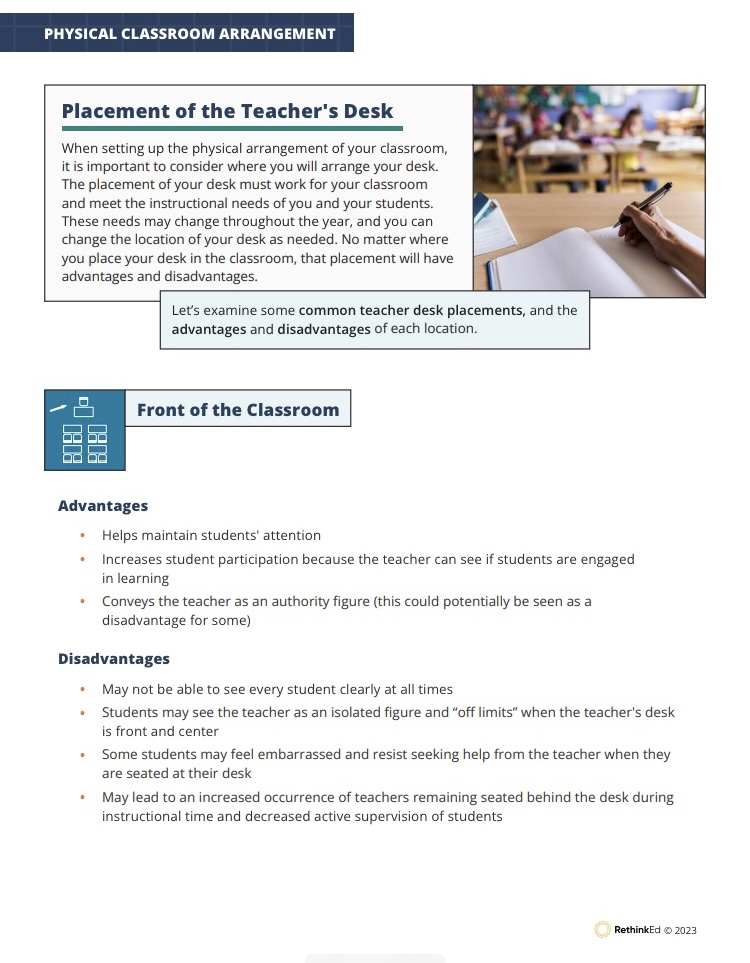 PHYSICAL CLASSROOM ARRANGEMENT
Placement of the Teacher's Desk
When setting up the physical arrangement of your classroom,
it is important to consider where you will arrange your desk.
The placement of your desk must work for your classroom
and meet the instructional needs of you and your students.
These needs may change throughout the year, and you can
change the location of your desk as needed. No matter where
you place your desk in the classroom, that placement will have
advantages and disadvantages.
Let’s examine some common teacher desk placements, and the
advantages and disadvantages of each location.
Front of the Classroom
Advantages
• Helps maintain students' attention
• Increases student participation because the teacher can see if students are engaged
in learning
• Conveys the teacher as an authority figure (this could potentially be seen as a
disadvantage for some)
Disadvantages
• May not be able to see every student clearly at all times
• Students may see the teacher as an isolated figure and “off limits” when the teacher's desk
is front and center
• Some students may feel embarrassed and resist seeking help from the teacher when they
are seated at their desk
• May lead to an increased occurrence of teachers remaining seated behind the desk during
instructional time and decreased active supervision of students
RethinkEd © 2023